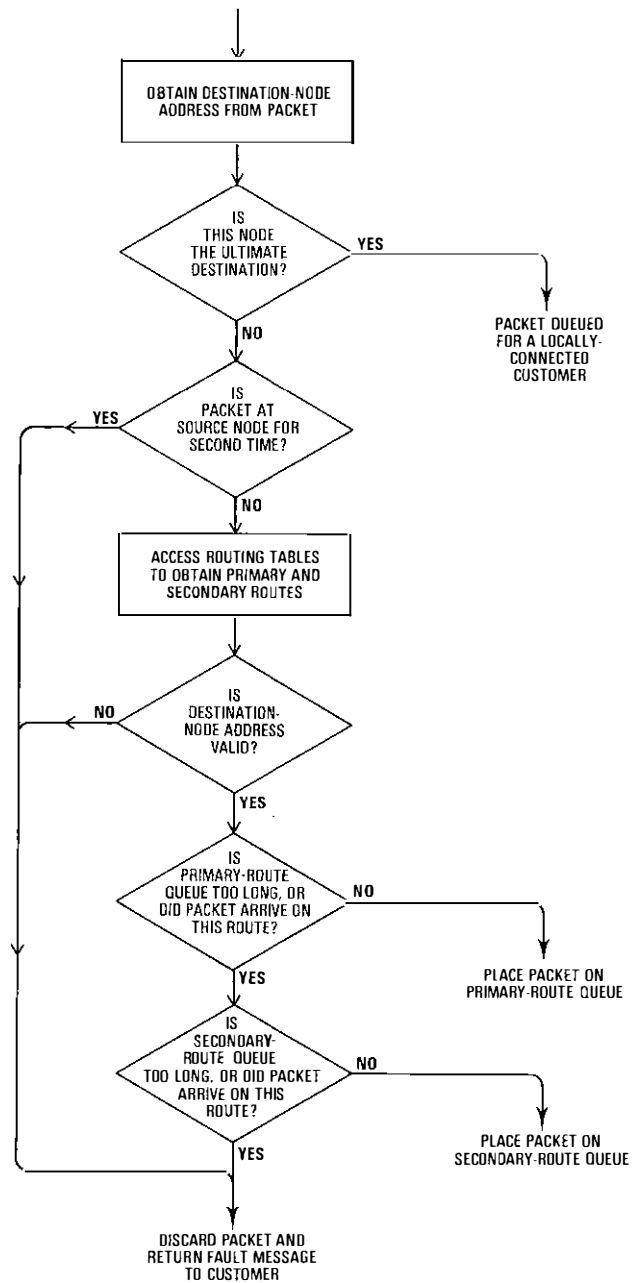 OBTAIN DESTINATION-NODE
ADDRESS FROM PACKET
IS
THIS NODE
THE ULTIMATE
DESTINATION?
YES
PACKET QUEUED
FOR A LOCALLY-
CONNECTED
CUSTOMER
NO
IS
PACKET AT
SOURCE NODE FOR
SECOND TIME?
YES
NO
ACCESS ROUTING TABLES
TO OBTAIN PRIMARY AND
SECONDARY ROUTES
IS
DESTINATION-
NODE ADDRESS
VALID?
NO
YES
IS
PRIMARY-ROUTE
QUEUE TOO LONG, OR
DID PACKET ARRIVE ON
THIS ROUTE?
NO
PLACE PACKET ON
PRIMARY-ROUTE QUEUE
YES
IS
SECONDARY-
ROUTE QUEUE
TOO LONG, OR DID PACKET
ARRIVE ON THIS
ROUTE?
NO
PLACE PACKET ON
SECONDARY-ROUTE QUEUE
YES
DISCARD PACKET AND
RETURN FAULT MESSAGE
TO CUSTOMER